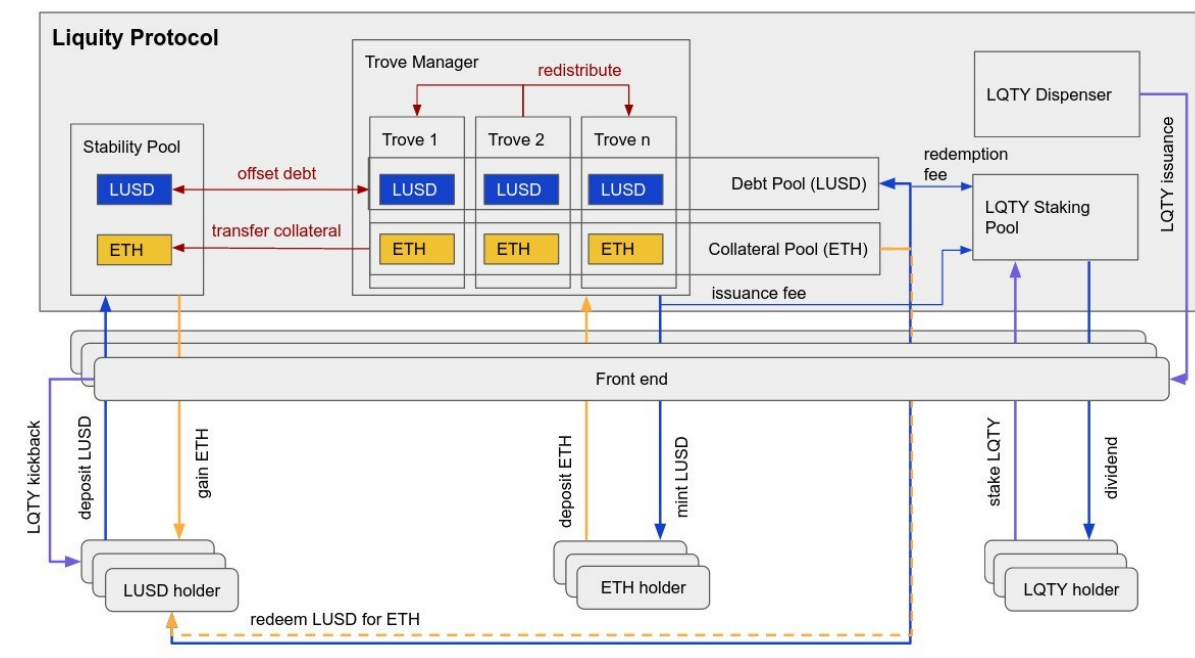 Liquity Protocol
Trove Manager
redistribute
LQTY Dispenser
Stability Pool
Trove 1
Trove 2
Trove n
LQTY issuance
redemption
fee
offset debt
LUSD
LUSD
LUSD
LUSD
Debt Pool (LUSD)
LQTY Staking
Pool
transfer collateral
ETH
ETH
ETH
ETH
Collateral Pool (ETH)
issuance fee
Front end
LQTY kickback
deposit LUSD
gain ETH
deposit ETH
mint LUSD
stake LQTY
dividend
LUSD holder
ETH holder
LQTY holder
redeem LUSD for ETH